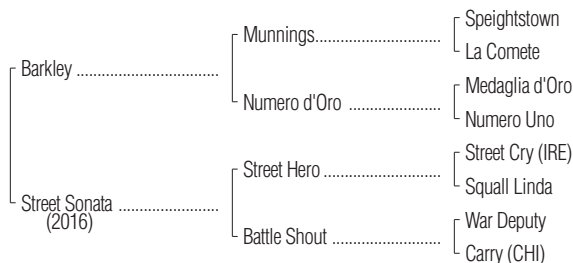 Speightstown
Munnings
La Comete
Barkley
Medaglia d'Oro
Numero d'Oro
Numero Uno
Street Cry (IRE)
Street Hero
Squall Linda
Street Sonata
(2016)
War Deputy
Battle Shout
Carry (CHI)